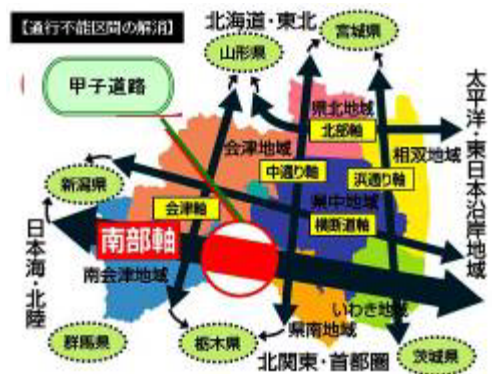 【通行不能区間の解消】
北海道・東北
宮城県
山形県
甲子道路
県北地域
北部軸
会津地域
相双地域
中通り軸
浜通り軸
新潟県
県中地域
会津軸
横断道軸
太平洋・東日本沿岸地域
日本海・北陸
南部軸
南会津地域
いわき地域
県南地域
群馬県
栃木県
北関東・首都圏
茨城県